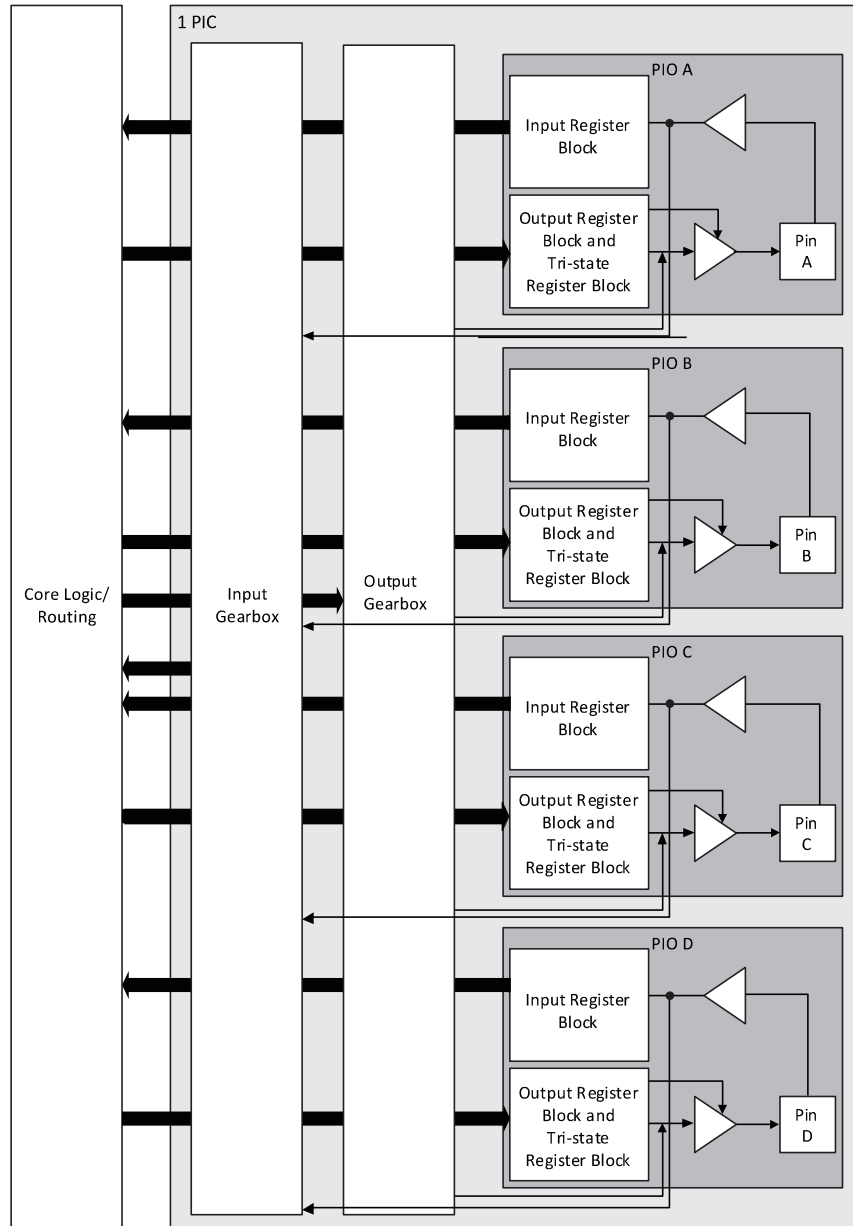 1 PIC
PIO A
Input Register
Block
Output Register
Block and
Tri-state
Register Block
Pin
A
PIO B
Input Register
Block
Output Register
Block and
Tri-state
Register Block
Pin
B
Core Logic/
Routing
Input
Gearbox
Output
Gearbox
PIO C
Input Register
Block
Output Register
Block and
Tri-state
Register Block
Pin
C
PIO D
Input Register
Block
Output Register
Block and
Tri-state
Register Block
Pin
D